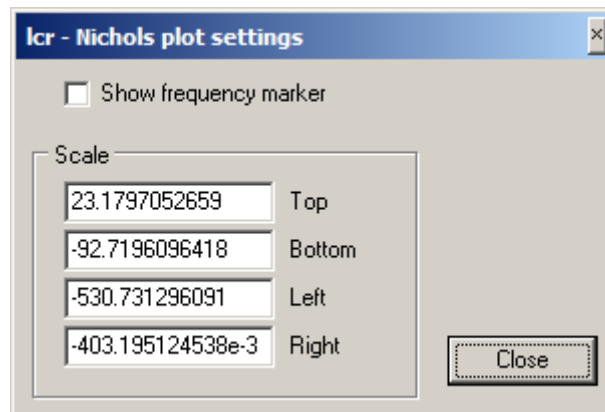 lcr - Nichols plot settings
Show frequency marker
Scale
23.1797052659 Top
-92.7196096418 Bottom
-530.731296091 Left
-403.195124538e-3 Right
Close